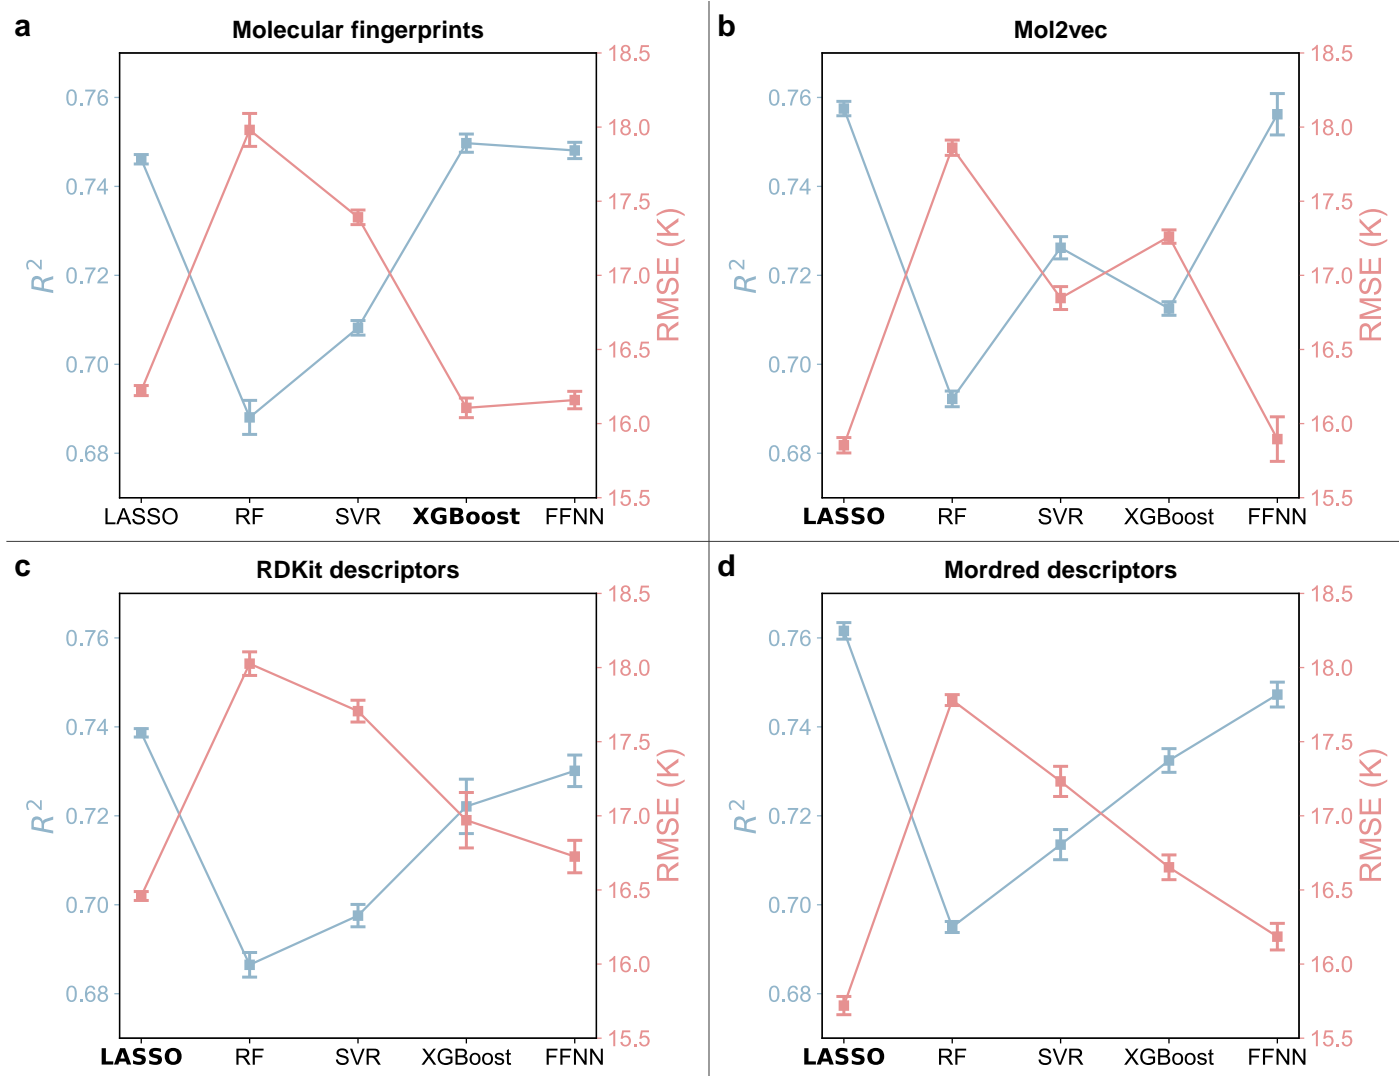 a
Molecular fingerprints
0.76
0.74
0.72
0.70
0.68
R²
18.5
18.0
17.5
17.0
16.5
16.0
15.5
RMSE (K)
LASSO RF SVR XGBoost FFNN
b
Mol2vec
0.76
0.74
0.72
0.70
0.68
R²
18.5
18.0
17.5
17.0
16.5
16.0
15.5
RMSE (K)
LASSO RF SVR XGBoost FFNN
c
RDKit descriptors
0.76
0.74
0.72
0.70
0.68
R²
18.5
18.0
17.5
17.0
16.5
16.0
15.5
RMSE (K)
LASSO RF SVR XGBoost FFNN
d
Mordred descriptors
0.76
0.74
0.72
0.70
0.68
R²
18.5
18.0
17.5
17.0
16.5
16.0
15.5
RMSE (K)
LASSO RF SVR XGBoost FFNN